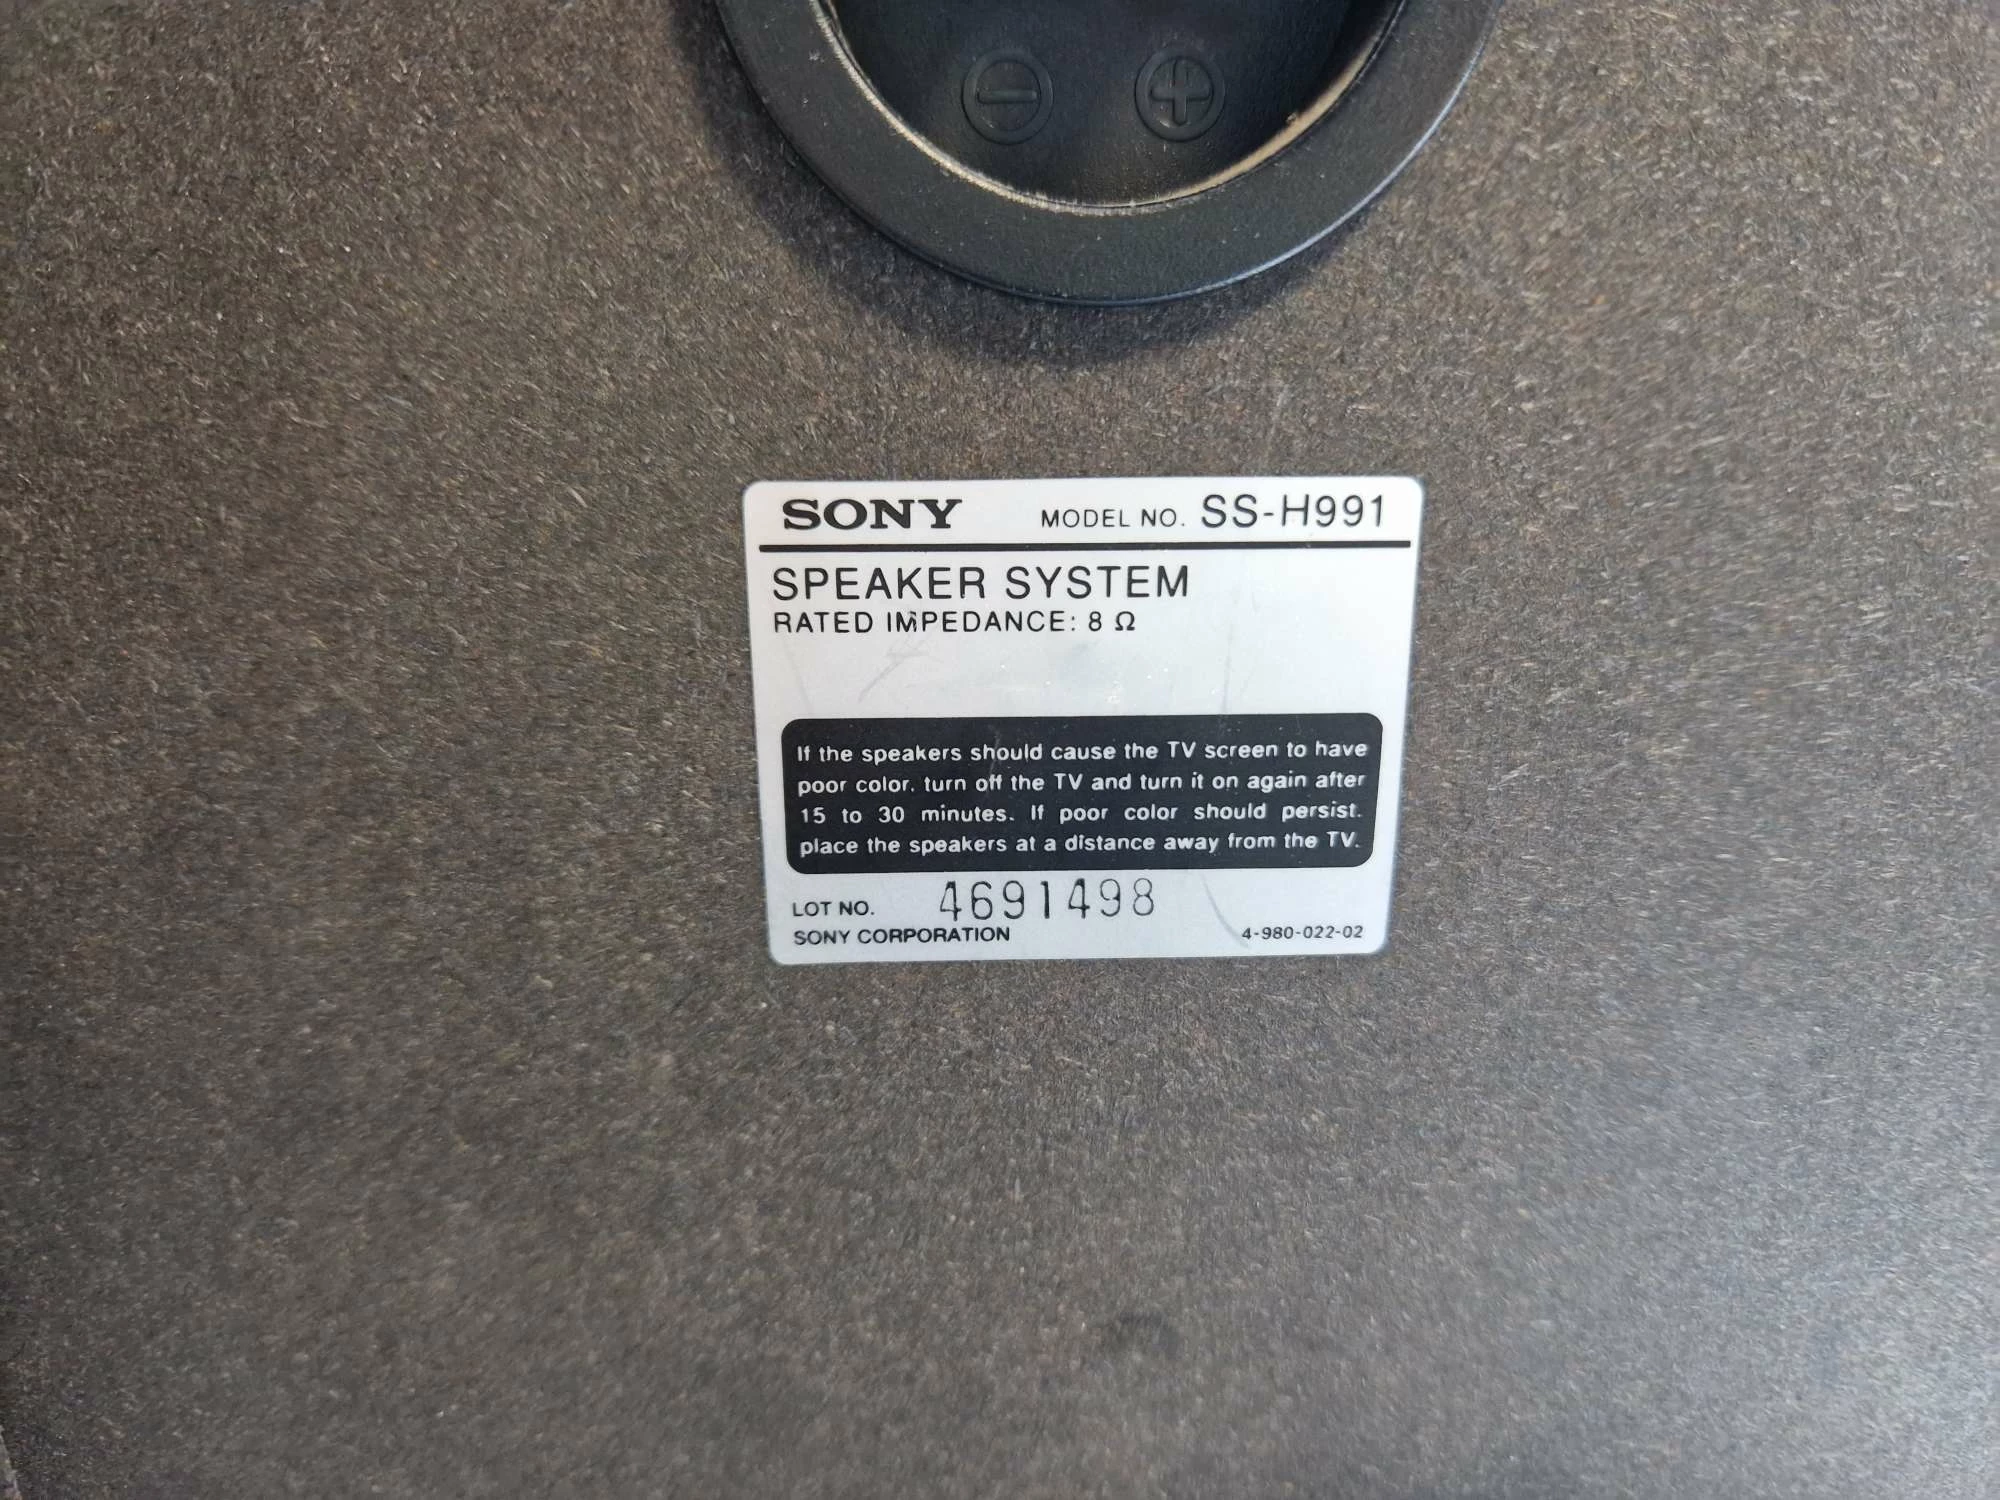 − +
SONY MODEL NO. SS-H991
SPEAKER SYSTEM
RATED IMPEDANCE: 8 Ω
If the speakers should cause the TV screen to have
poor color, turn off the TV and turn it on again after
15 to 30 minutes. If poor color should persist,
place the speakers at a distance away from the TV.
LOT NO. 4691498
SONY CORPORATION 4-980-022-02